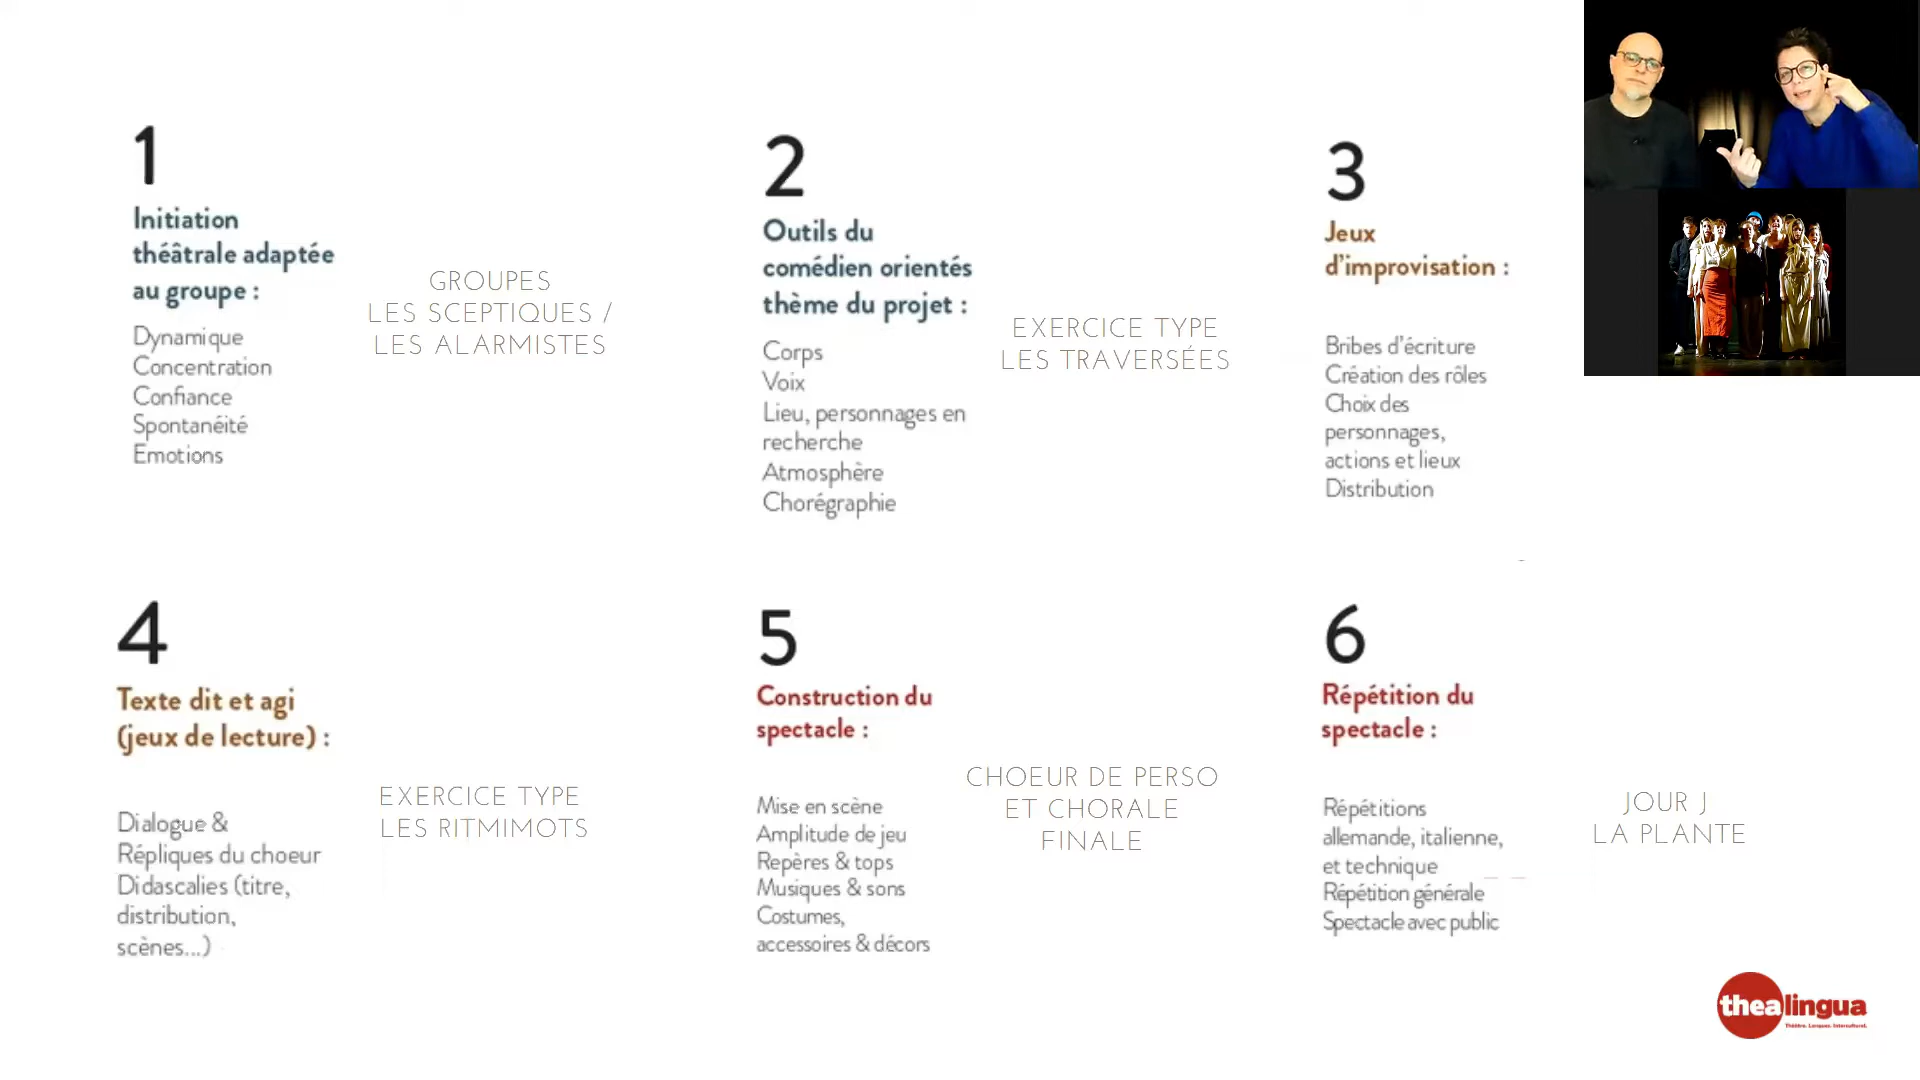 1
Initiation
théâtrale adaptée
au groupe :
Dynamique
Concentration
Confiance
Spontanéité
Emotions
GROUPES
LES SCEPTIQUES /
LES ALARMISTES
2
Outils du
comédien orientés
thème du projet :
Corps
Voix
Lieu, personnages en
recherche
Atmosphère
Chorégraphie
EXERCICE TYPE
LES TRAVERSÉES
3
Jeux
d'improvisation :
Bribes d'écriture
Création des rôles
Choix des
personnages,
actions et lieux
Distribution
4
Texte dit et agi
(jeux de lecture) :
Dialogue &
Répliques du choeur
Didascalies (titre,
distribution,
scènes...)
EXERCICE TYPE
LES RITMIMOTS
5
Construction du
spectacle :
Mise en scène
Amplitude de jeu
Repères & tops
Musiques & sons
Costumes,
accessoires & décors
CHOEUR DE PERSO
ET CHORALE
FINALE
6
Répétition du
spectacle :
Répétitions
allemande, italienne,
et technique
Répétition générale
Spectacle avec public
JOUR J
LA PLANTE
thealingua
Théâtre. Langues. Interculturel.